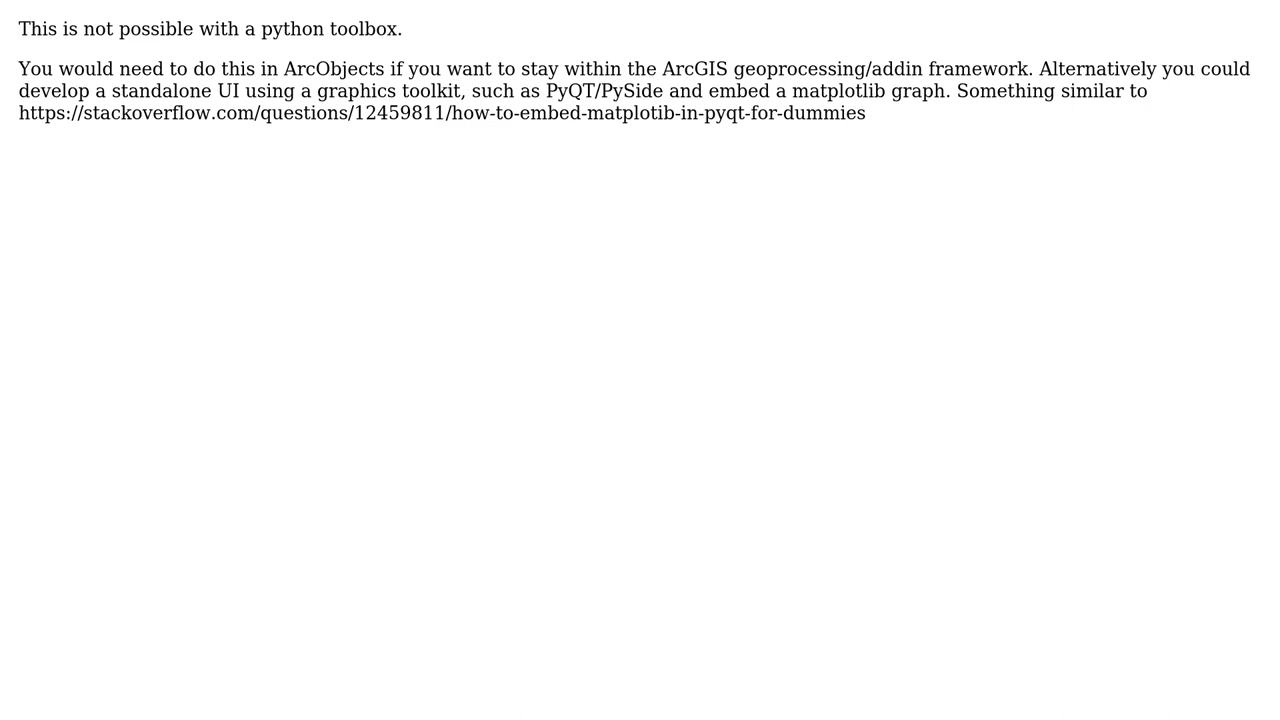 This is not possible with a python toolbox.
You would need to do this in ArcObjects if you want to stay within the ArcGIS geoprocessing/addin framework. Alternatively you could
develop a standalone UI using a graphics toolkit, such as PyQT/PySide and embed a matplotlib graph. Something similar to
https://stackoverflow.com/questions/12459811/how-to-embed-matplotib-in-pyqt-for-dummies